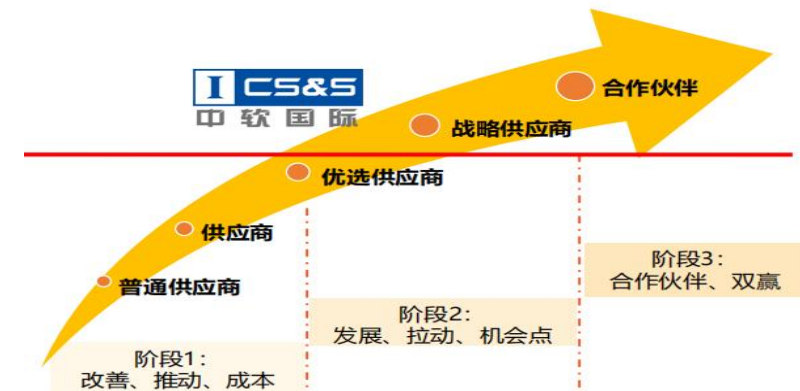 I CS&S
中软国际
合作伙伴
战略供应商
优选供应商
供应商
普通供应商
阶段3：
合作伙伴、双赢
阶段2：
发展、拉动、机会点
阶段1：
改善、推动、成本